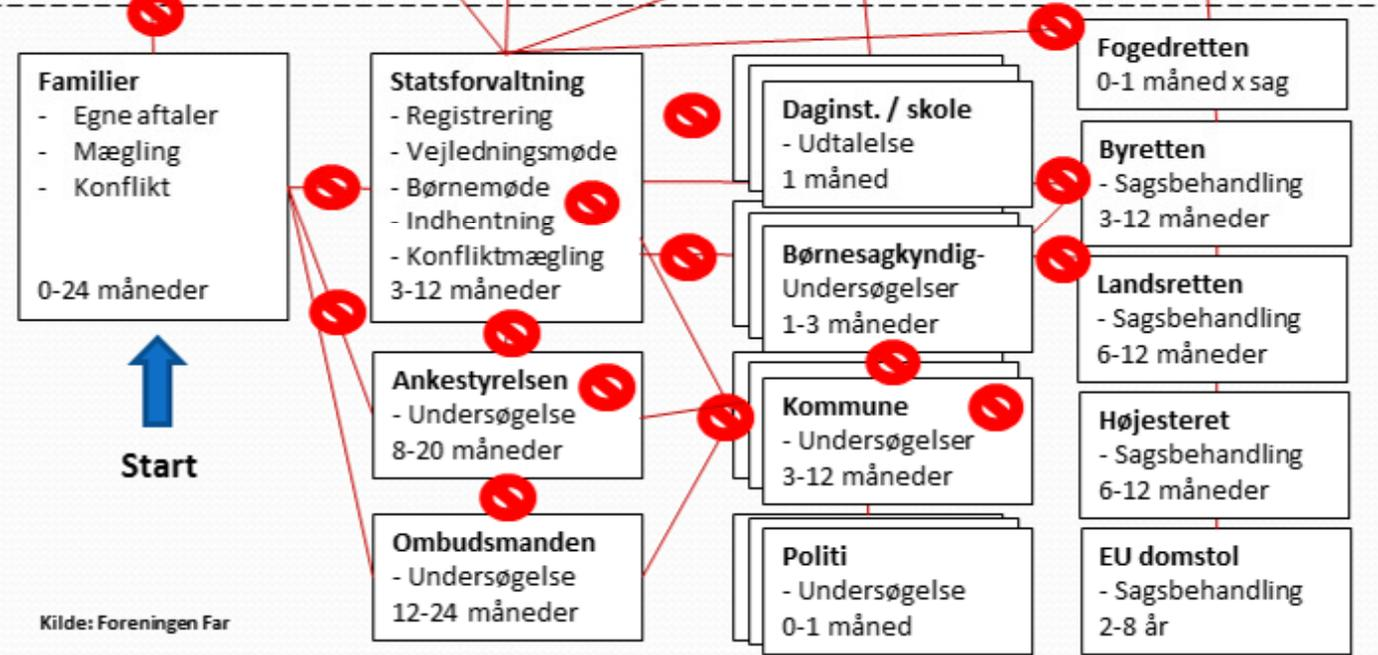 Familier
- Egne aftaler
- Mægling
- Konflikt
0-24 måneder
Start
Kilde: Foreningen Far
Statsforvaltning
- Registrering
- Vejledningsmøde
- Børnemøde
- Indhentning
- Konfliktmægling
3-12 måneder
Ankestyrelsen
- Undersøgelse
8-20 måneder
Ombudsmanden
- Undersøgelse
12-24 måneder
Daginst. / skole
- Udtalelse
1 måned
Børnesagkyndig-
Undersøgelser
1-3 måneder
Kommune
- Undersøgelser
3-12 måneder
Politi
- Undersøgelse
0-1 måned
Fogedretten
0-1 måned x sag
Byretten
- Sagsbehandling
3-12 måneder
Landsretten
- Sagsbehandling
6-12 måneder
Højesteret
- Sagsbehandling
6-12 måneder
EU domstol
- Sagsbehandling
2-8 år